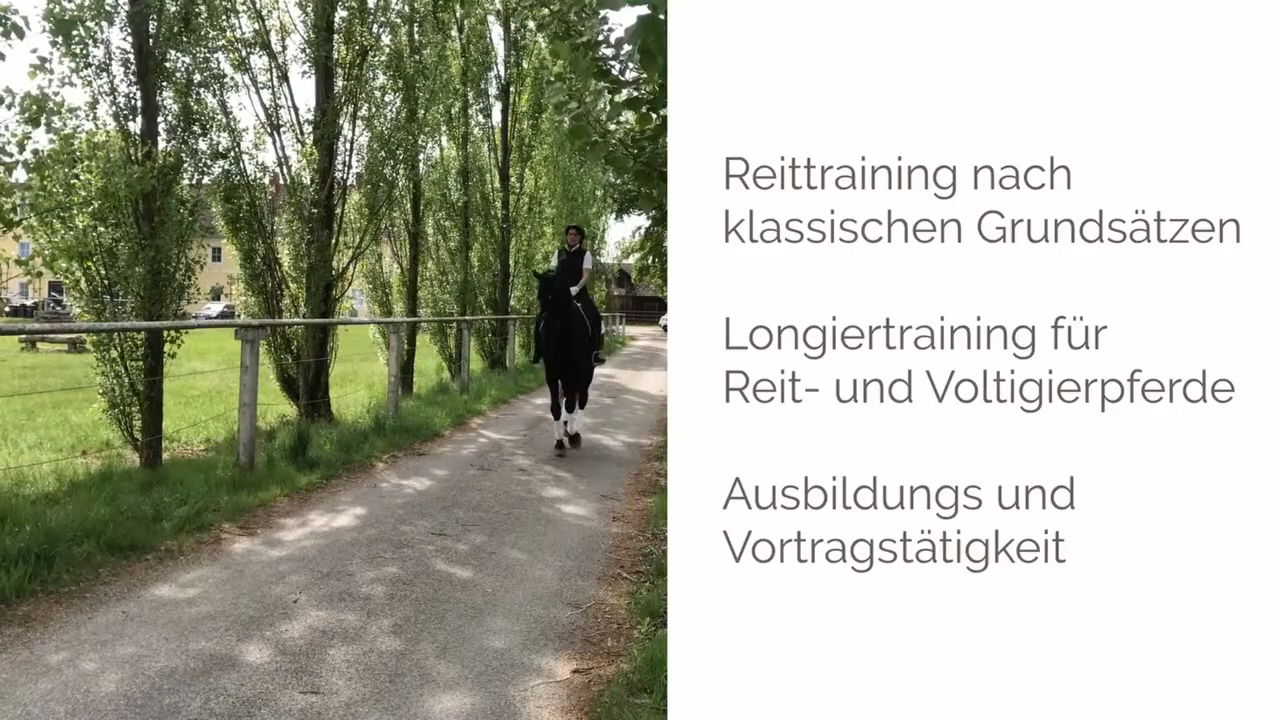 Reittraining nach
klassischen Grundsätzen
Longiertraining für
Reit- und Voltigierpferde
Ausbildungs und
Vortragstätigkeit